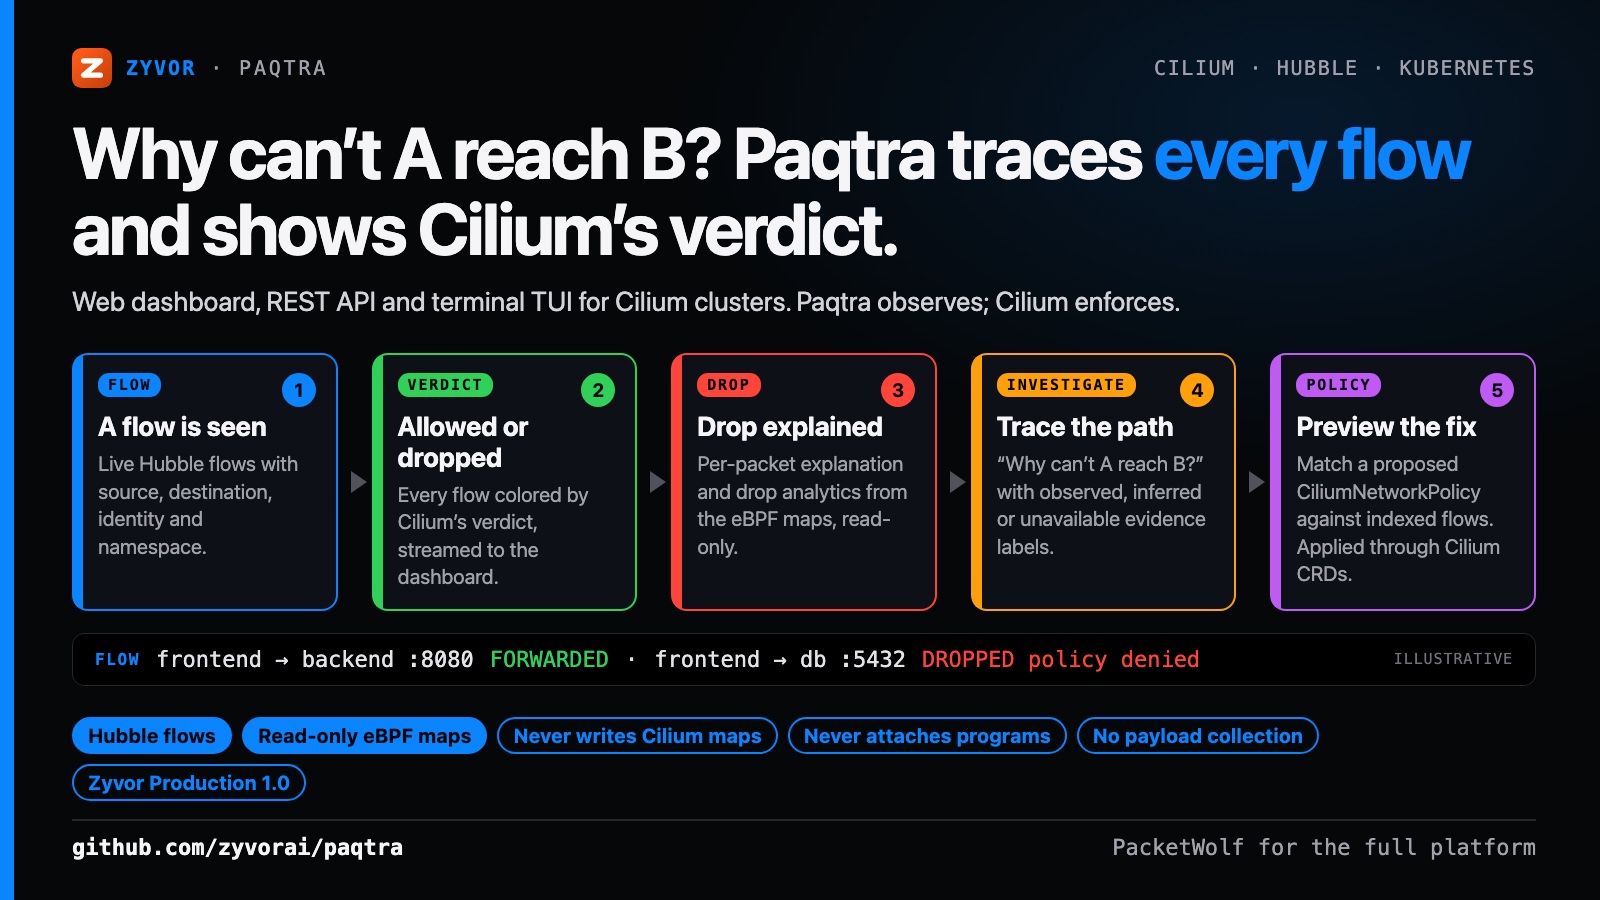 Z ZYVOR · PAQTRA
CILIUM · HUBBLE · KUBERNETES
Why can’t A reach B? Paqtra traces every flow
and shows Cilium’s verdict.
Web dashboard, REST API and terminal TUI for Cilium clusters. Paqtra observes; Cilium enforces.
FLOW 1
A flow is seen
Live Hubble flows with
source, destination,
identity and
namespace.
VERDICT 2
Allowed or
dropped
Every flow colored by
Cilium’s verdict,
streamed to the
dashboard.
DROP 3
Drop explained
Per-packet explanation
and drop analytics from
the eBPF maps, read-
only.
INVESTIGATE 4
Trace the path
“Why can’t A reach B?”
with observed, inferred
or unavailable evidence
labels.
POLICY 5
Preview the fix
Match a proposed
CiliumNetworkPolicy
against indexed flows.
Applied through Cilium
CRDs.
FLOW frontend → backend :8080 FORWARDED · frontend → db :5432 DROPPED policy denied ILLUSTRATIVE
Hubble flows Read-only eBPF maps Never writes Cilium maps Never attaches programs No payload collection
Zyvor Production 1.0
github.com/zyvorai/paqtra
PacketWolf for the full platform